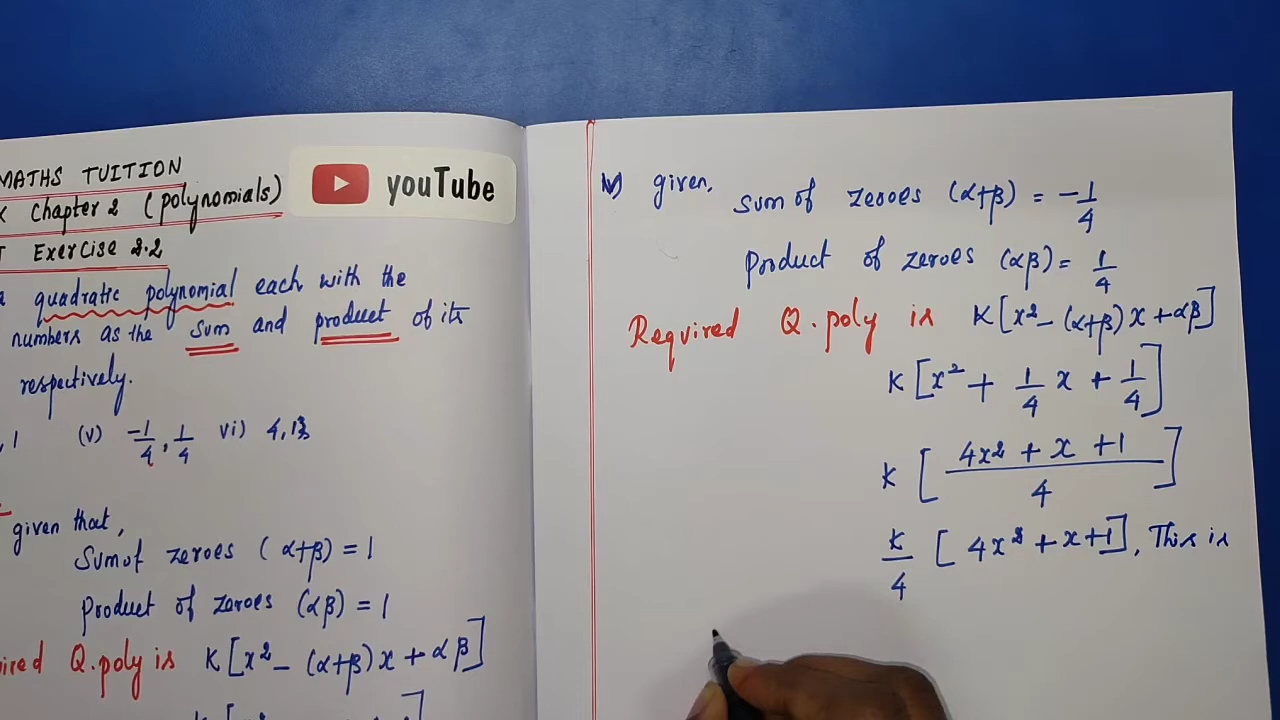 MATHS TUITION
Chapter 2 (polynomials)
Exercise 2.2
youTube
quadratic polynomial each with the
numbers as the sum and product of its
respectively.
, 1 (v) -1/4, 1/4 vi) 4, 1
given that,
Sum of zeroes (α+β) = 1
Product of zeroes (αβ) = 1
Q.poly is K[x² - (α+β)x + αβ]
v) given, Sum of zeroes (α+β) = -1/4
Product of zeroes (αβ) = 1/4
Required Q.poly is K[x² - (α+β)x + αβ]
K[x² + 1/4 x + 1/4]
K[(4x² + x + 1)/4]
K/4 [4x² + x + 1], This is